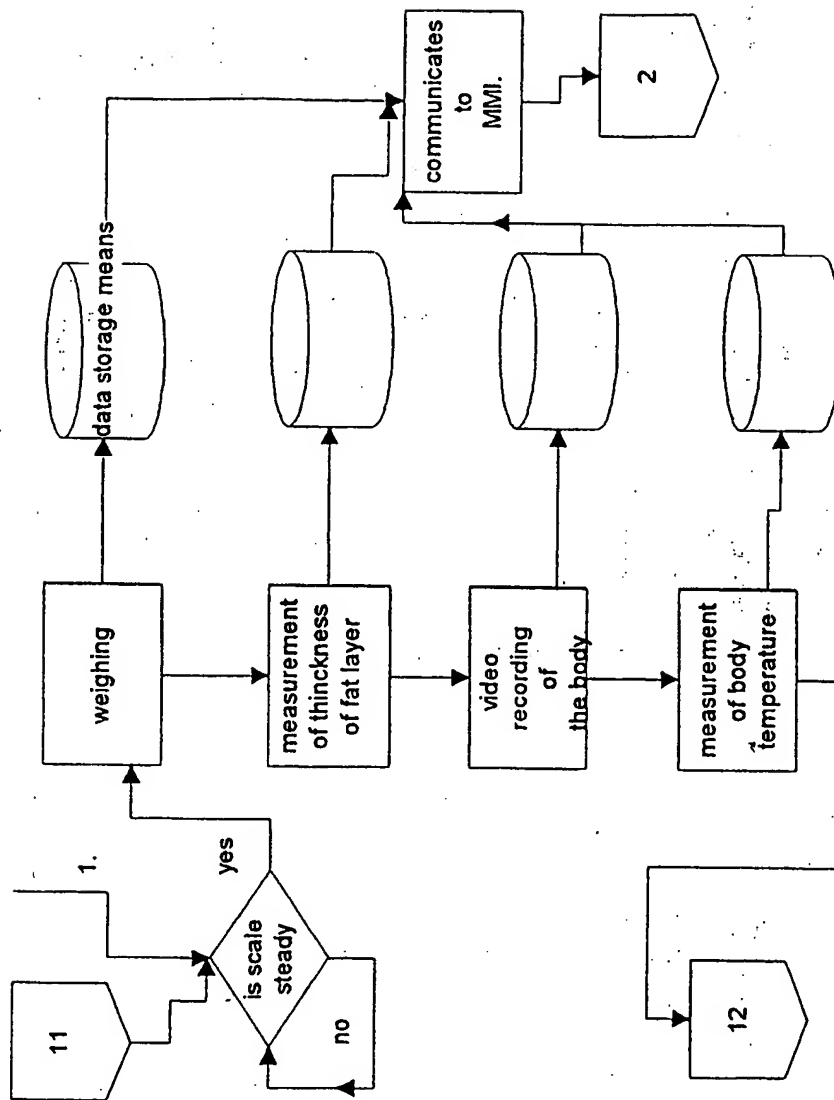 11
1.
is scale
steady
yes
no
weighing
data storage means
measurement
of thinckness
of fat layer
video
recording
of
the body
measurement
of body
temperature
communicates
to
MMI.
2
12